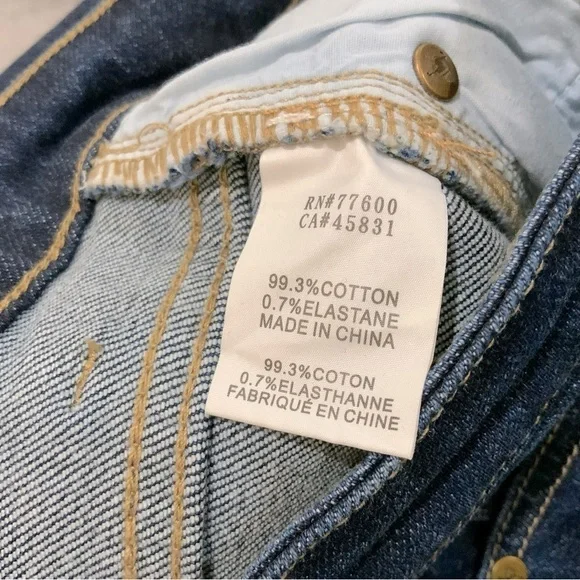 RN#77600
CA#45831
99.3%COTTON
0.7%ELASTANE
MADE IN CHINA
99.3%COTON
0.7%ELASTHANNE
FABRIQUÉ EN CHINE